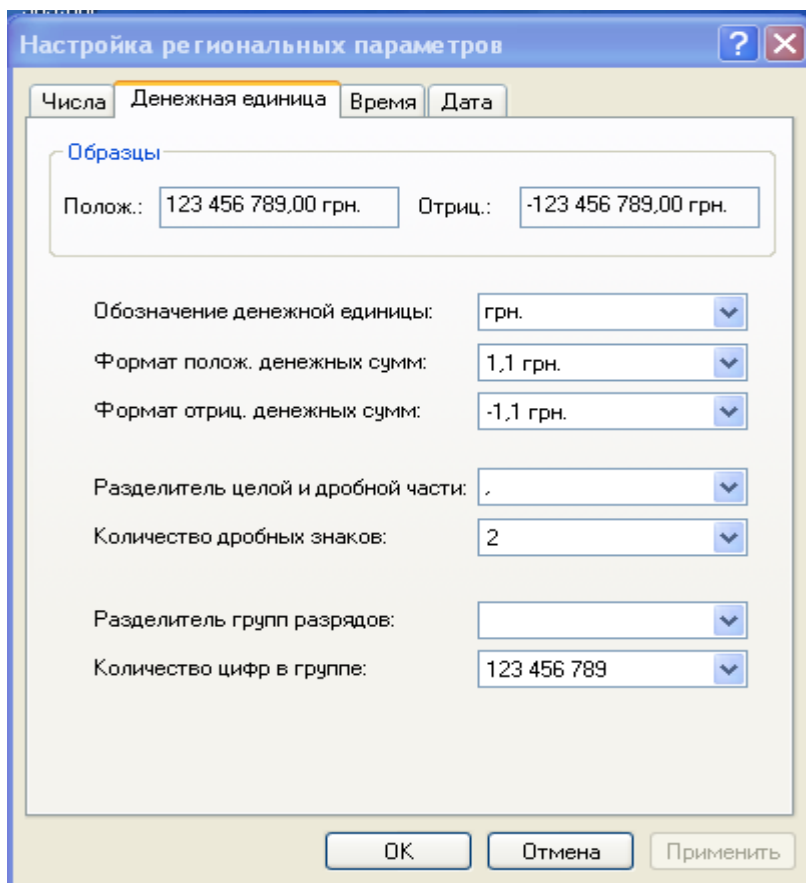 Настройка региональных параметров
Числа Денежная единица Время Дата
Образцы
Полож.: 123 456 789,00 грн. Отриц.: -123 456 789,00 грн.
Обозначение денежной единицы: грн.
Формат полож. денежных сумм: 1,1 грн.
Формат отриц. денежных сумм: -1,1 грн.
Разделитель целой и дробной части: ,
Количество дробных знаков: 2
Разделитель групп разрядов:
Количество цифр в группе: 123 456 789
OK Отмена Применить